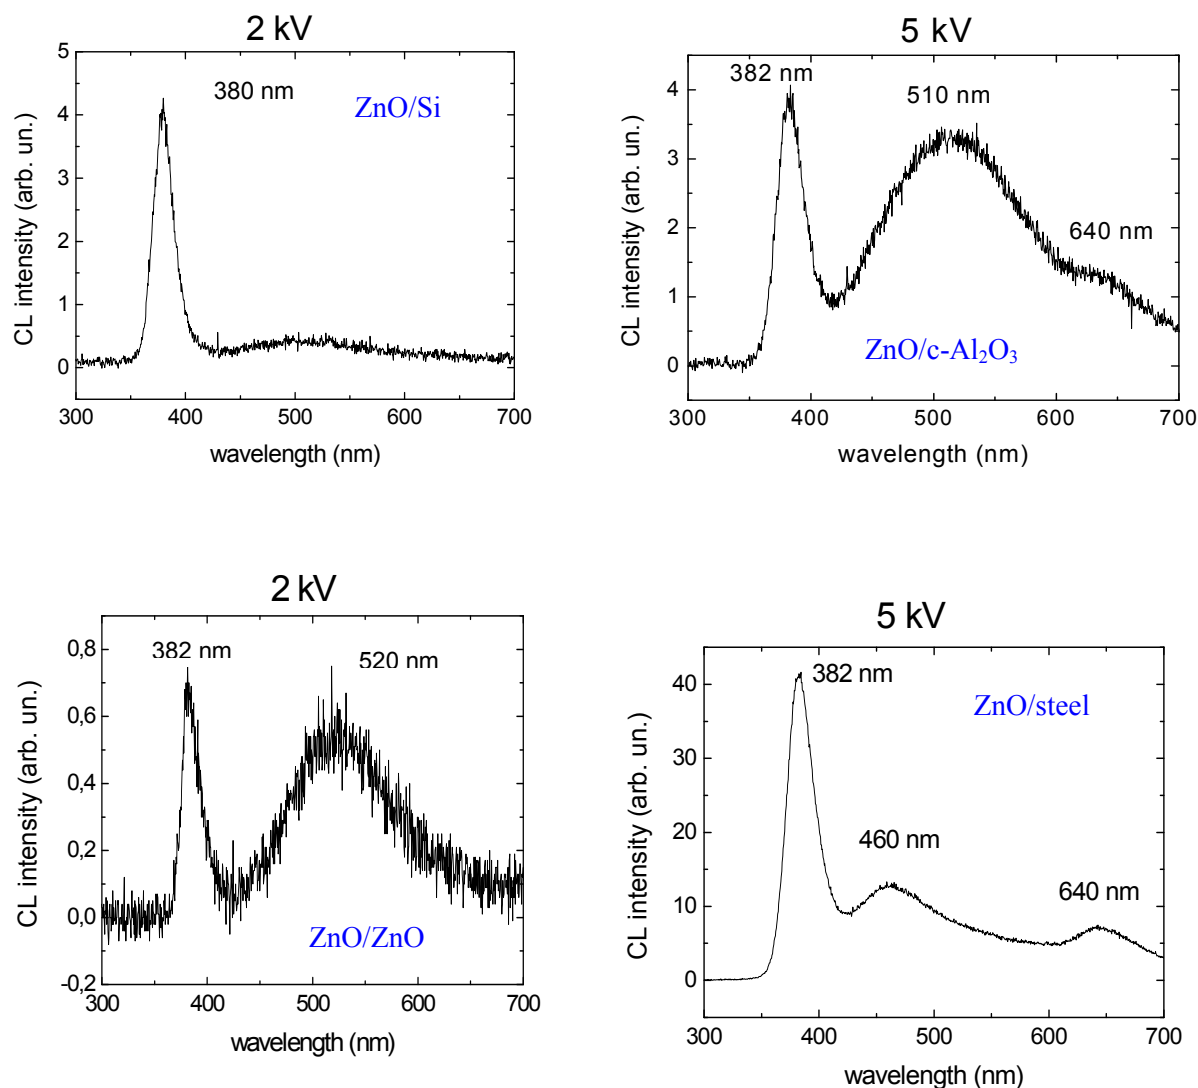 2 kV
380 nm
ZnO/Si
CL intensity (arb. un.)
5
4
3
2
1
0
300 400 500 600 700
wavelength (nm)
5 kV
382 nm
510 nm
640 nm
ZnO/c-Al₂O₃
CL intensity (arb. un.)
4
3
2
1
0
300 400 500 600 700
wavelength (nm)
2 kV
382 nm
520 nm
ZnO/ZnO
CL intensity (arb. un.)
0,8
0,6
0,4
0,2
0,0
-0,2
300 400 500 600 700
wavelength (nm)
5 kV
382 nm
ZnO/steel
460 nm
640 nm
CL intensity (arb. un.)
40
30
20
10
0
300 400 500 600 700
wavelength (nm)